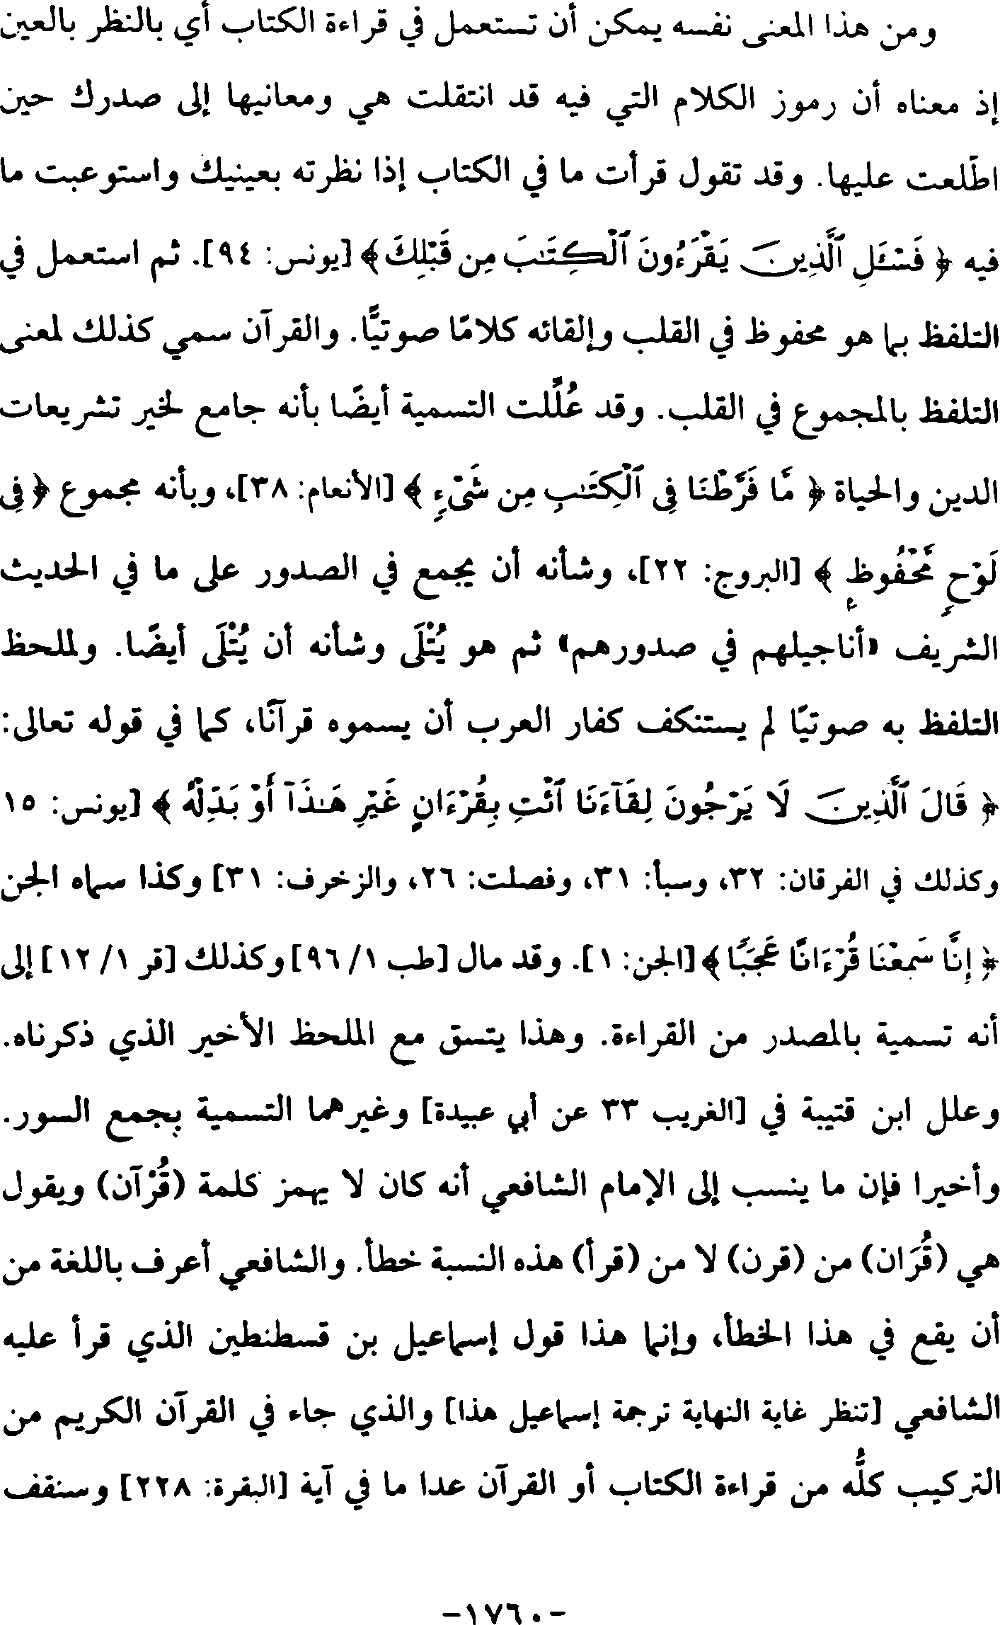 ومن هذا المعنى نفسه يمكن أن تستعمل في قراءة الكتاب أي بالنظر بالعين
إذ معناه أن رموز الكلام التي فيه قد انتقلت هي ومعانيها إلى صدرك حين
اطّلعت عليها. وقد تقول قرأت ما في الكتاب إذا نظرته بعينيك واستوعبت ما
فيه ﴿ فَسْـَٔلِ ٱلَّذِينَ يَقْرَءُونَ ٱلْكِتَٰبَ مِن قَبْلِكَ ﴾ [يونس: ٩٤]. ثم استعمل في
التلفظ بما هو محفوظ في القلب وإلقائه كلامًا صوتيًّا. والقرآن سمي كذلك لمعنى
التلفظ بالمجموع في القلب. وقد عُلِّلت التسمية أيضًا بأنه جامع لخير تشريعات
الدين والحياة ﴿ مَّا فَرَّطْنَا فِى ٱلْكِتَٰبِ مِن شَىْءٍ ﴾ [الأنعام: ٣٨]، وبأنه مجموع ﴿ فِى
لَوْحٍ مَّحْفُوظٍ ﴾ [البروج: ٢٢]، وشأنه أن يجمع في الصدور على ما في الحديث
الشريف «أناجيلهم في صدورهم» ثم هو يُتْلَى وشأنه أن يُتْلَى أيضًا. ولملحظ
التلفظ به صوتيًا لم يستنكف كفار العرب أن يسموه قرآنًا، كما في قوله تعالى:
﴿ قَالَ ٱلَّذِينَ لَا يَرْجُونَ لِقَآءَنَا ٱئْتِ بِقُرْءَانٍ غَيْرِ هَٰذَآ أَوْ بَدِّلْهُ ﴾ [يونس: ١٥
وكذلك في الفرقان: ٣٢، وسبأ: ٣١، وفصلت: ٢٦، والزخرف: ٣١] وكذا سماه الجن
﴿ إِنَّا سَمِعْنَا قُرْءَانًا عَجَبًا ﴾ [الجن: ١]. وقد مال [طب ١/ ٩٦] وكذلك [قر ١/ ١٢] إلى
أنه تسمية بالمصدر من القراءة. وهذا يتسق مع الملحظ الأخير الذي ذكرناه.
وعلل ابن قتيبة في [الغريب ٣٣ عن أبي عبيدة] وغيرهما التسمية بجمع السور.
وأخيرا فإن ما ينسب إلى الإمام الشافعي أنه كان لا يهمز كلمة (قُرْآن) ويقول
هي (قُرَان) من (قرن) لا من (قرأ) هذه النسبة خطأ. والشافعي أعرف باللغة من
أن يقع في هذا الخطأ، وإنما هذا قول إسماعيل بن قسطنطين الذي قرأ عليه
الشافعي [تنظر غاية النهاية ترجمة إسماعيل هذا] والذي جاء في القرآن الكريم من
التركيب كلُّه من قراءة الكتاب أو القرآن عدا ما في آية [البقرة: ٢٢٨] وسنقف
-١٧٦٠-